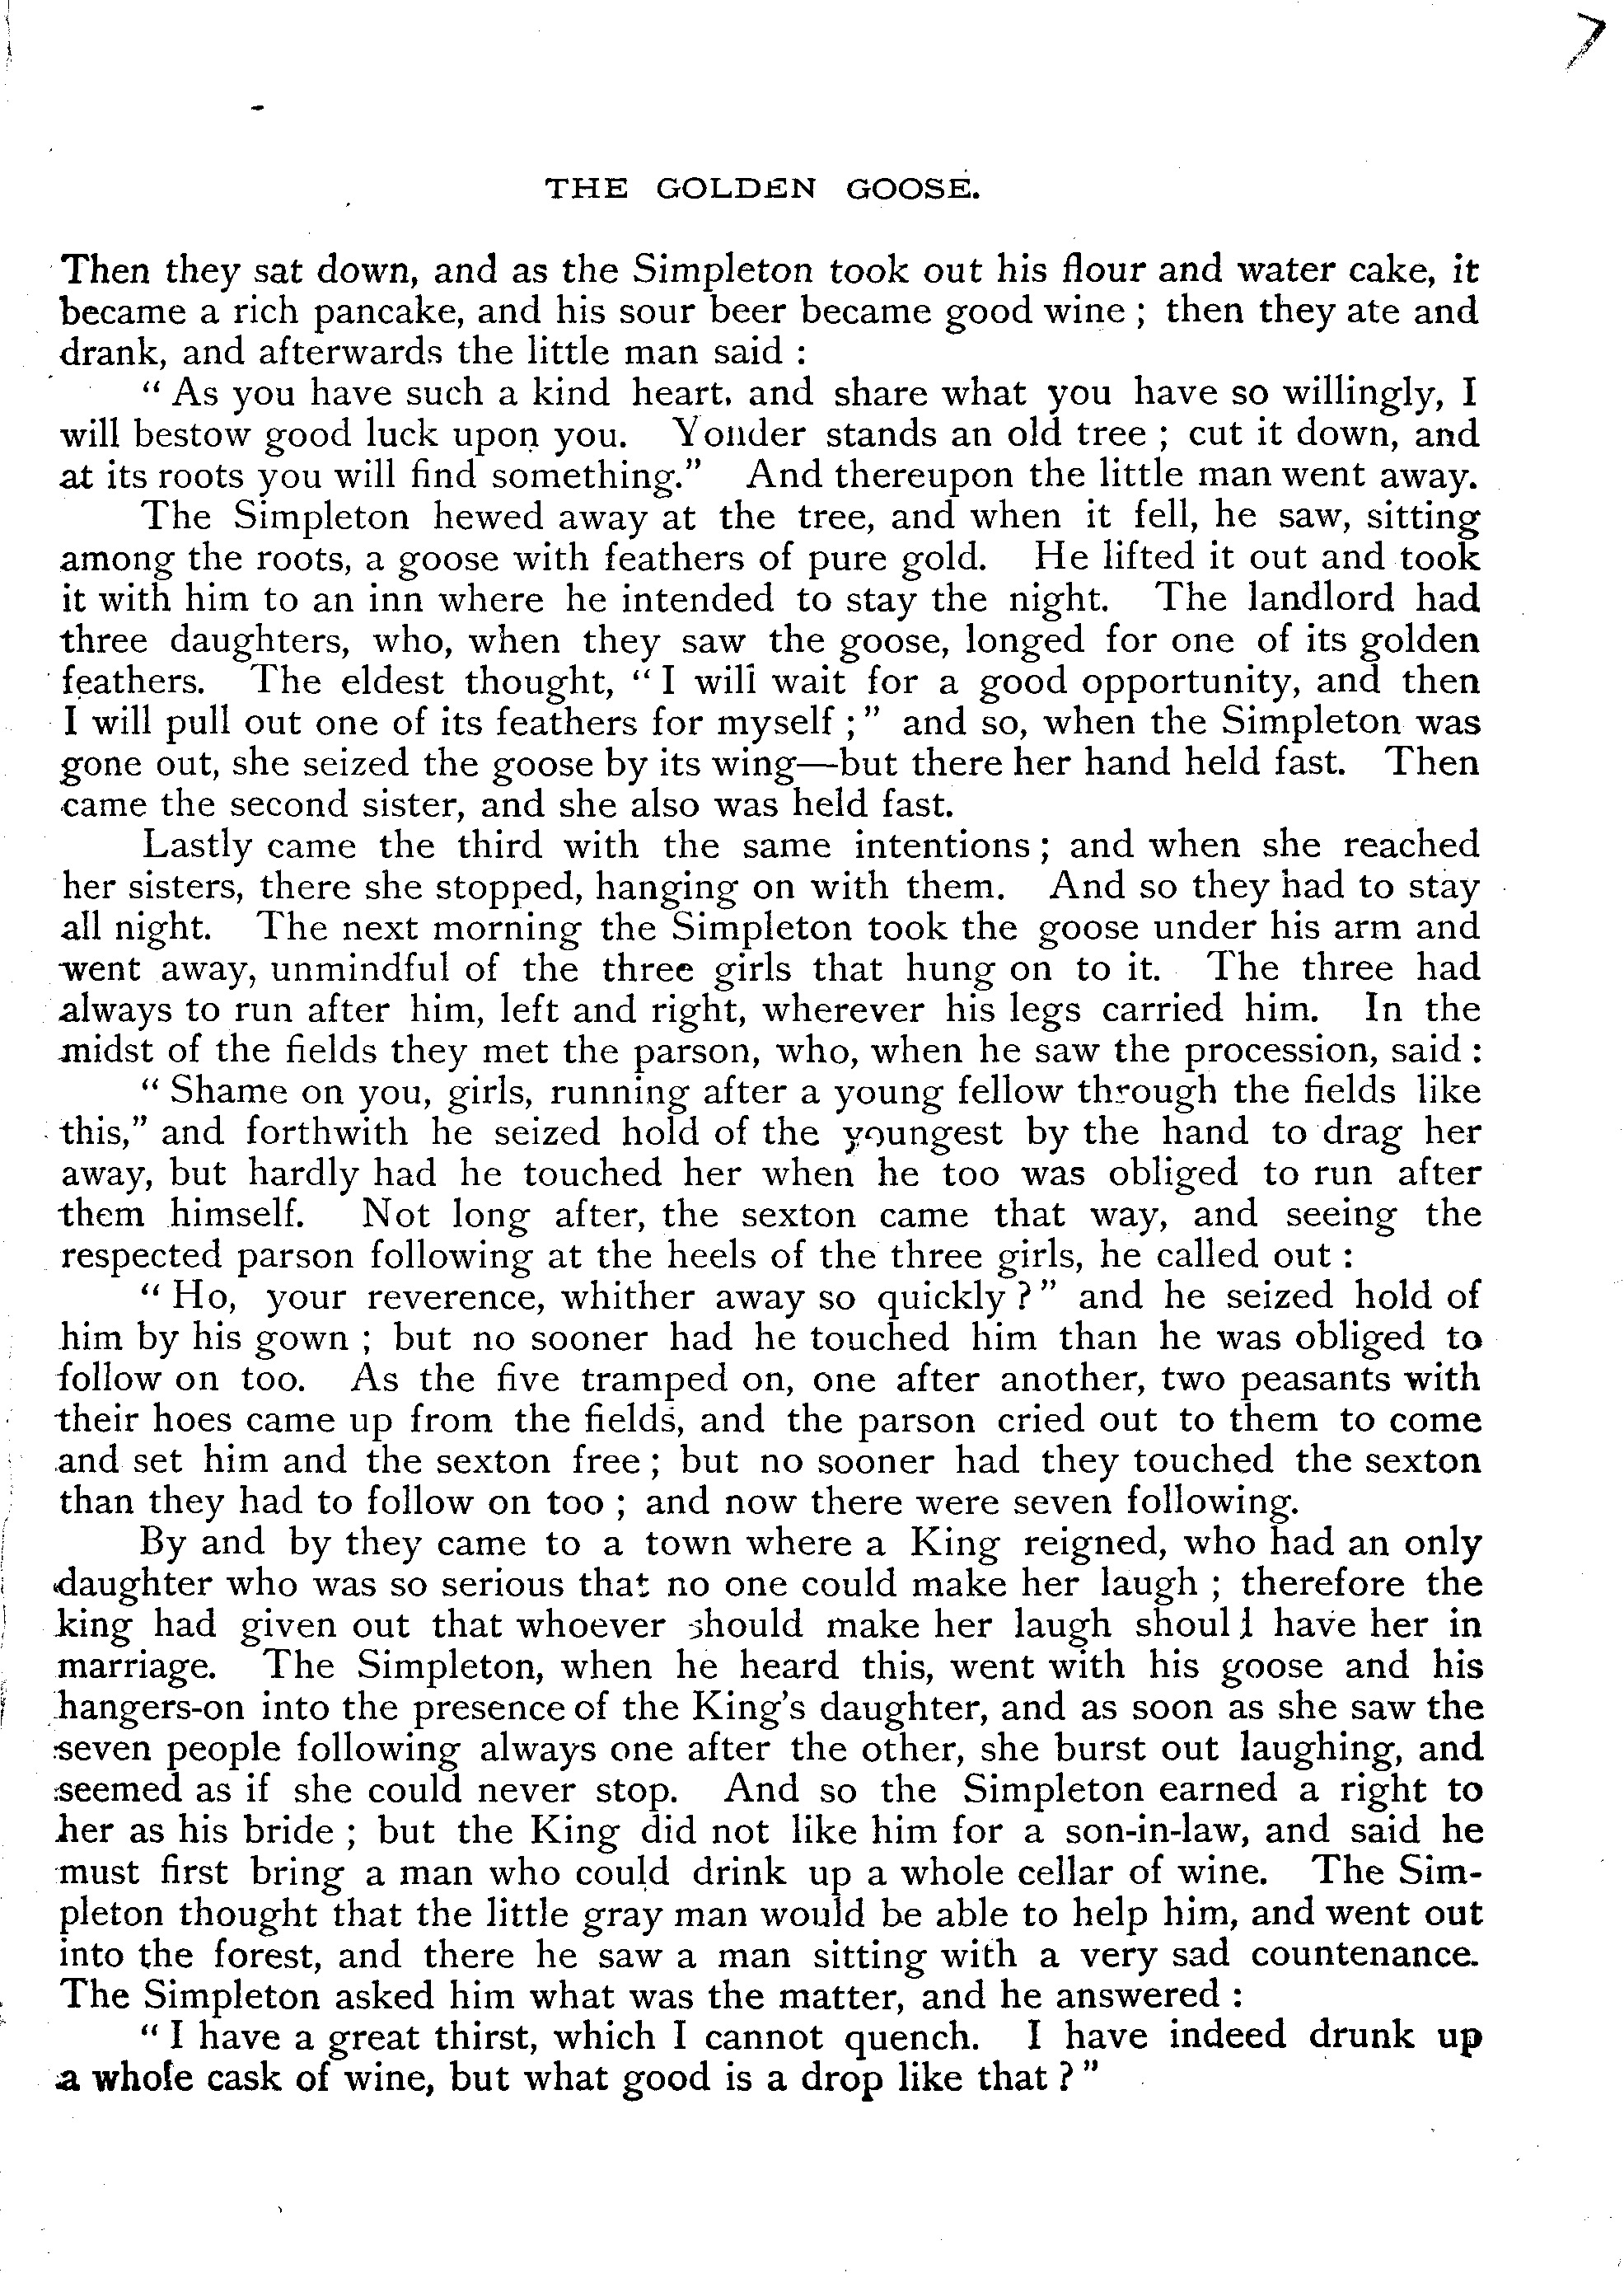 7
THE GOLDEN GOOSE.
Then they sat down, and as the Simpleton took out his flour and water cake, it
became a rich pancake, and his sour beer became good wine ; then they ate and
drank, and afterwards the little man said :
“ As you have such a kind heart, and share what you have so willingly, I
will bestow good luck upon you. Yonder stands an old tree ; cut it down, and
at its roots you will find something.” And thereupon the little man went away.
The Simpleton hewed away at the tree, and when it fell, he saw, sitting
among the roots, a goose with feathers of pure gold. He lifted it out and took
it with him to an inn where he intended to stay the night. The landlord had
three daughters, who, when they saw the goose, longed for one of its golden
feathers. The eldest thought, “ I will wait for a good opportunity, and then
I will pull out one of its feathers for myself ;” and so, when the Simpleton was
gone out, she seized the goose by its wing—but there her hand held fast. Then
came the second sister, and she also was held fast.
Lastly came the third with the same intentions ; and when she reached
her sisters, there she stopped, hanging on with them. And so they had to stay
all night. The next morning the Simpleton took the goose under his arm and
went away, unmindful of the three girls that hung on to it. The three had
always to run after him, left and right, wherever his legs carried him. In the
midst of the fields they met the parson, who, when he saw the procession, said :
“ Shame on you, girls, running after a young fellow through the fields like
this,” and forthwith he seized hold of the youngest by the hand to drag her
away, but hardly had he touched her when he too was obliged to run after
them himself. Not long after, the sexton came that way, and seeing the
respected parson following at the heels of the three girls, he called out :
“ Ho, your reverence, whither away so quickly ?” and he seized hold of
him by his gown ; but no sooner had he touched him than he was obliged to
follow on too. As the five tramped on, one after another, two peasants with
their hoes came up from the fields, and the parson cried out to them to come
and set him and the sexton free ; but no sooner had they touched the sexton
than they had to follow on too ; and now there were seven following.
By and by they came to a town where a King reigned, who had an only
daughter who was so serious that no one could make her laugh ; therefore the
king had given out that whoever should make her laugh should have her in
marriage. The Simpleton, when he heard this, went with his goose and his
hangers-on into the presence of the King's daughter, and as soon as she saw the
seven people following always one after the other, she burst out laughing, and
seemed as if she could never stop. And so the Simpleton earned a right to
her as his bride ; but the King did not like him for a son-in-law, and said he
must first bring a man who could drink up a whole cellar of wine. The Sim-
pleton thought that the little gray man would be able to help him, and went out
into the forest, and there he saw a man sitting with a very sad countenance.
The Simpleton asked him what was the matter, and he answered :
“ I have a great thirst, which I cannot quench. I have indeed drunk up
a whole cask of wine, but what good is a drop like that ?”